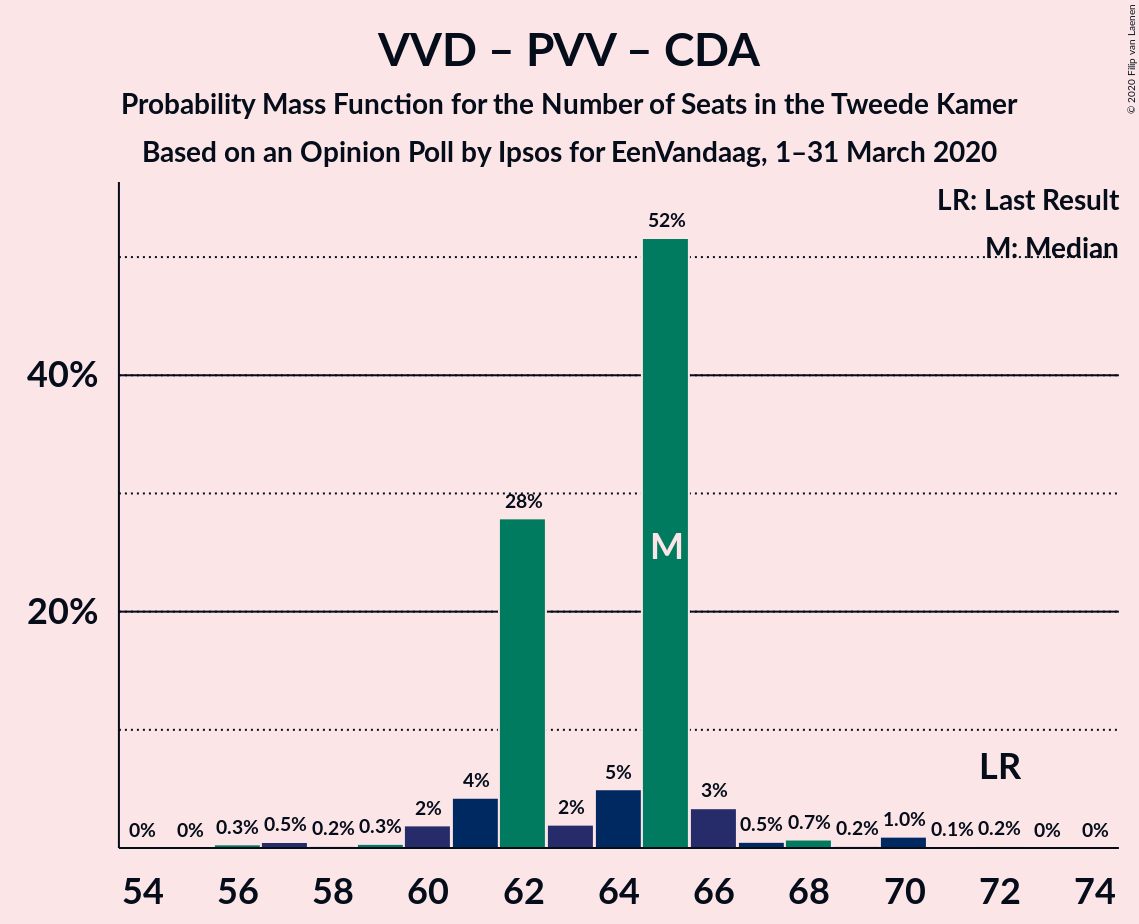 VVD – PVV – CDA
Probability Mass Function for the Number of Seats in the Tweede Kamer
Based on an Opinion Poll by Ipsos for EenVandaag, 1–31 March 2020
© 2020 Filip van Laenen
LR: Last Result
M: Median
40%
20%
0% 0% 0.3% 0.5% 0.2% 0.3% 2% 4% 28% 2% 5% 52% 3% 0.5% 0.7% 0.2% 1.0% 0.1% 0.2% 0% 0%
M
LR
54 56 58 60 62 64 66 68 70 72 74